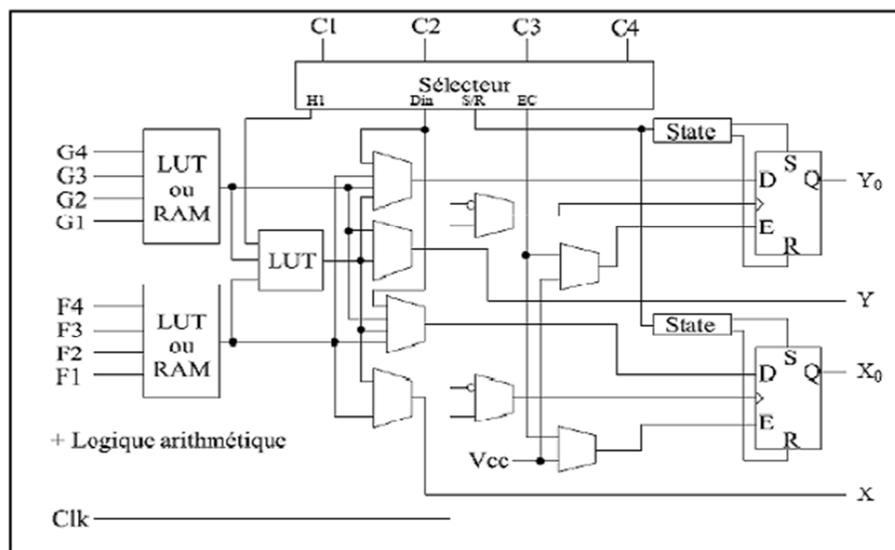 C1 C2 C3 C4
Sélecteur
H1 Din S/R EC
G4
G3
G2
G1
LUT
ou
RAM
LUT
F4
F3
F2
F1
LUT
ou
RAM
State
S
D Q
E
R
Y0
Y
State
S
D Q
E
R
X0
X
+ Logique arithmétique
Vcc
Clk